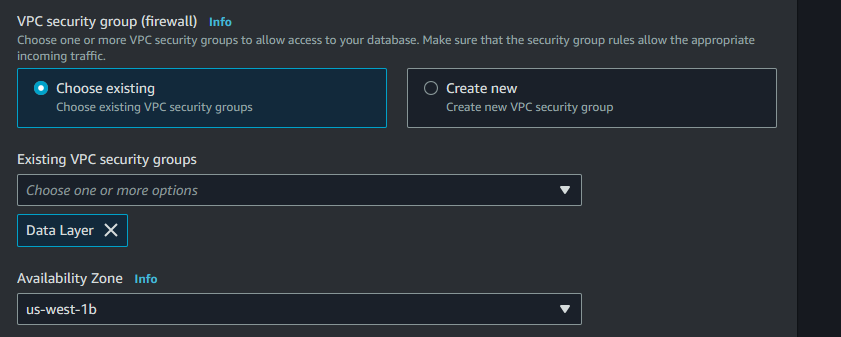 VPC security group (firewall) Info
Choose one or more VPC security groups to allow access to your database. Make sure that the security group rules allow the appropriate
incoming traffic.
Choose existing
Choose existing VPC security groups
Create new
Create new VPC security group
Existing VPC security groups
Choose one or more options
Data Layer
Availability Zone Info
us-west-1b